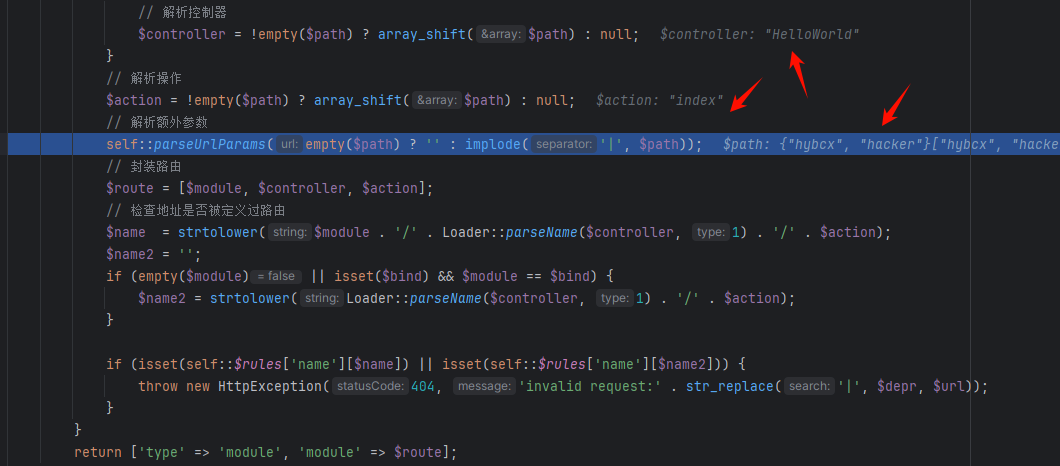 // 解析控制器
$controller = !empty($path) ? array_shift( &array: $path) : null;   $controller: "HelloWorld"
}
// 解析操作
$action = !empty($path) ? array_shift( &array: $path) : null;   $action: "index"
// 解析额外参数
self::parseUrlParams( url: empty($path) ? '' : implode( separator: '|', $path));   $path: {"hybcx", "hacker"}["hybcx", "hacke
// 封装路由
$route = [$module, $controller, $action];
// 检查地址是否被定义过路由
$name  = strtolower( string: $module . '/' . Loader::parseName($controller,  type: 1) . '/' . $action);
$name2 = '';
if (empty($module) = false  || isset($bind) && $module == $bind) {
$name2 = strtolower( string: Loader::parseName($controller,  type: 1) . '/' . $action);
}
if (isset(self::$rules['name'][$name]) || isset(self::$rules['name'][$name2])) {
throw new HttpException( statusCode: 404,  message: 'invalid request:' . str_replace( search: '|', $depr, $url));
}
}
return ['type' => 'module', 'module' => $route];